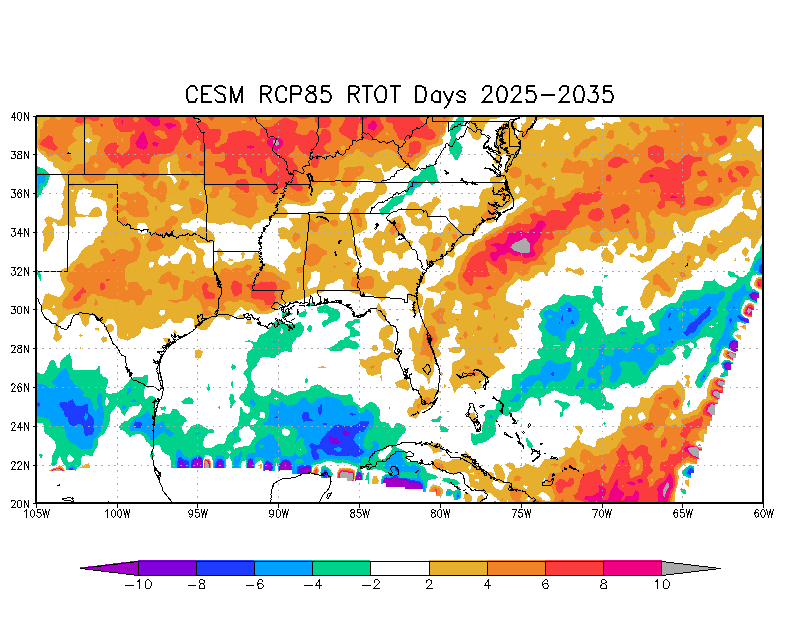 CESM RCP85 RTOT Days 2025-2035
40N
38N
36N
34N
32N
30N
28N
26N
24N
22N
20N
105W 100W 95W 90W 85W 80W 75W 70W 65W 60W
-10 -8 -6 -4 -2 2 4 6 8 10